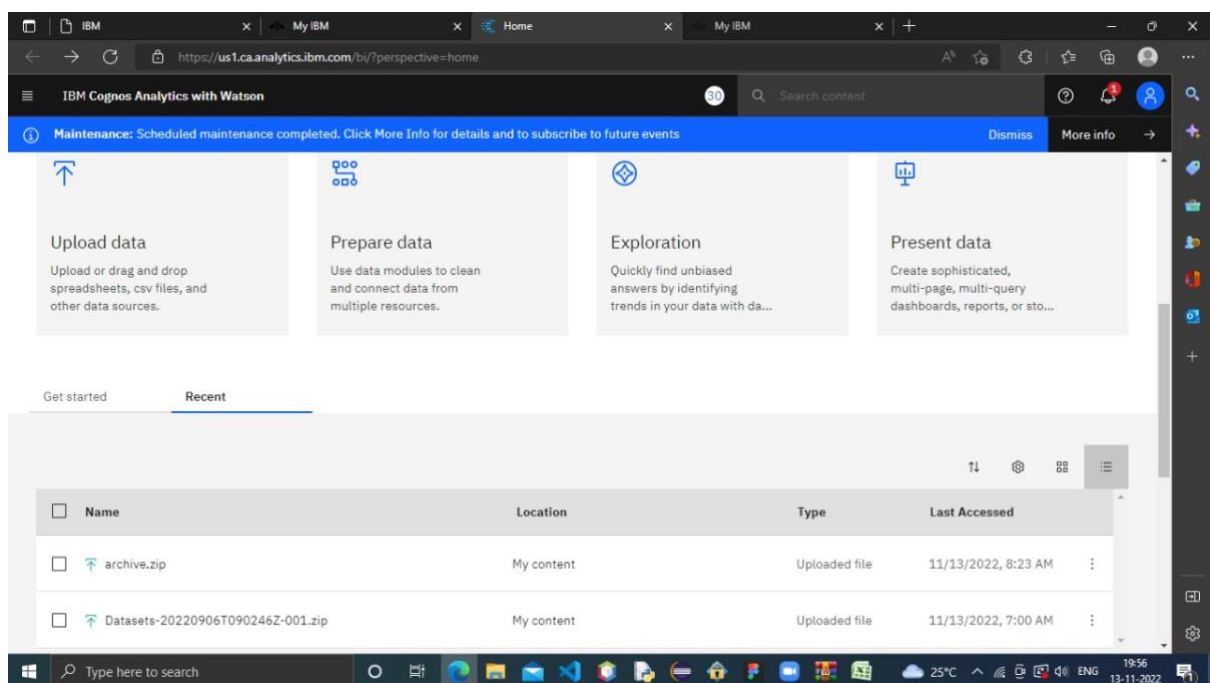 IBM
My IBM
Home
My IBM
https://us1.ca.analytics.ibm.com/bi/?perspective=home
IBM Cognos Analytics with Watson
30
Search content
1
Maintenance: Scheduled maintenance completed. Click More Info for details and to subscribe to future events
Dismiss
More info
Upload data
Upload or drag and drop
spreadsheets, csv files, and
other data sources.
Prepare data
Use data modules to clean
and connect data from
multiple resources.
Exploration
Quickly find unbiased
answers by identifying
trends in your data with da...
Present data
Create sophisticated,
multi-page, multi-query
dashboards, reports, or sto...
Get started
Recent
Name
Location
Type
Last Accessed
archive.zip
My content
Uploaded file
11/13/2022, 8:23 AM
Datasets-20220906T090246Z-001.zip
My content
Uploaded file
11/13/2022, 7:00 AM
Type here to search
25°C
ENG
19:56
13-11-2022